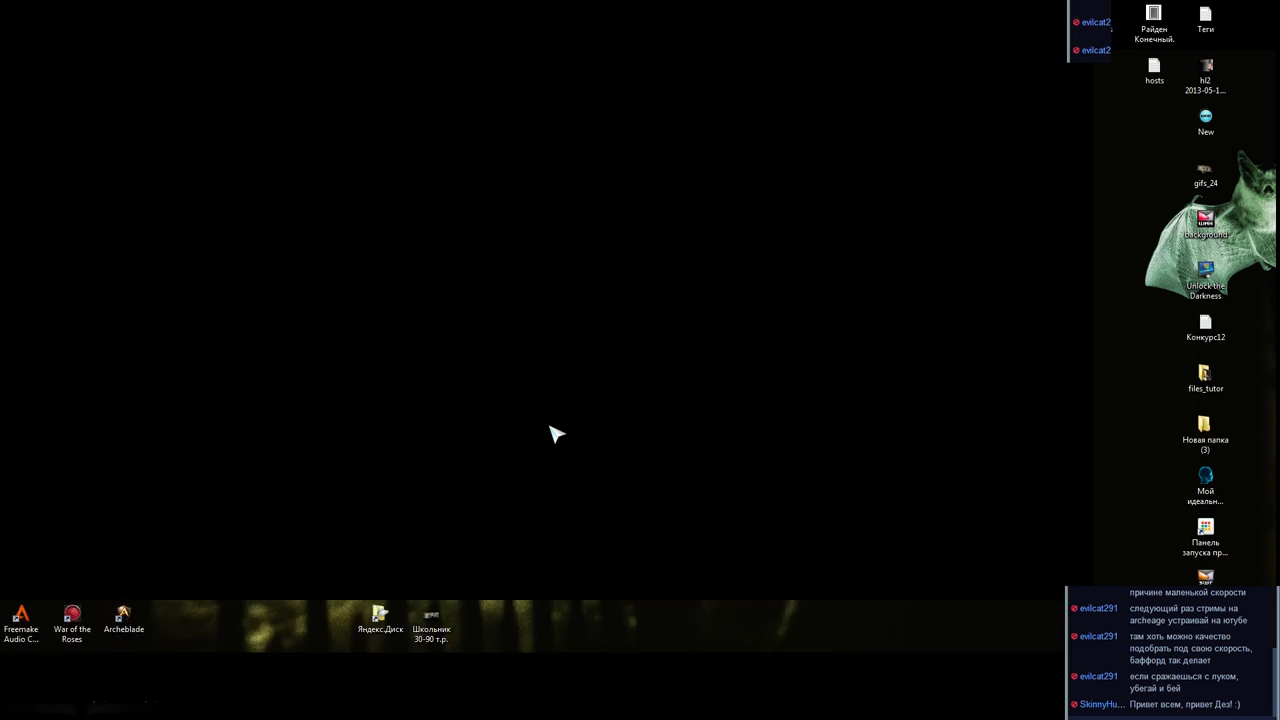 evilcat2
evilcat2
Райден
Конечный.
Теги
hosts
hl2
2013-05-1...
New
gifs_24
background
Unlock the
Darkness
Конкурс12
files_tutor
Новая папка
(3)
Мой
идеальн...
Панель
запуска пр...
Freemake
Audio C...
War of the
Roses
Archeblade
Яндекс.Диск
Школьник
30-90 т.р.
причине маленькой скорости
evilcat291 следующий раз стримы на
archeage устраивай на ютубе
evilcat291 там хоть можно качество
подобрать под свою скорость,
баффорд так делает
evilcat291 если сражаешься с луком,
убегай и бей
SkinnyHu... Привет всем, привет Дез! :)